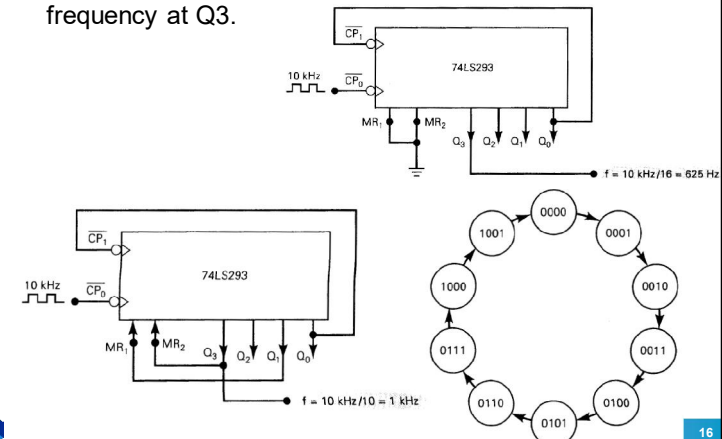 frequency at Q3.
CP₁
74LS293
10 kHz
CP₀
MR₁
MR₂
Q₃
Q₂
Q₁
Q₀
f = 10 kHz/16 = 625 Hz
CP₁
74LS293
10 kHz
CP₀
MR₁
MR₂
Q₃
Q₂
Q₁
Q₀
f = 10 kHz/10 = 1 kHz
0000
0001
0010
0011
0100
0101
0110
0111
1000
1001
16